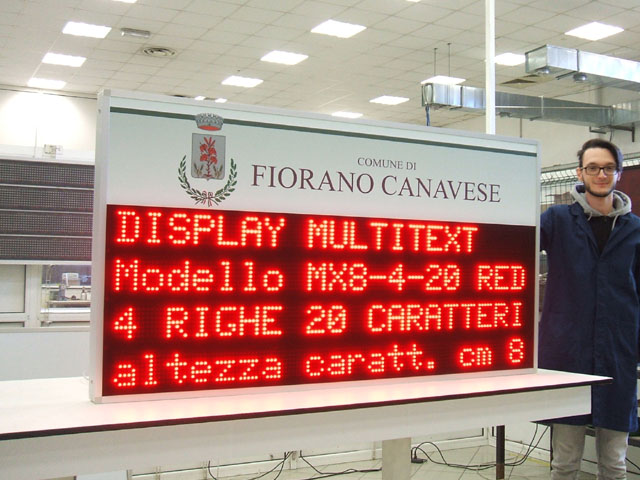 COMUNE DI
FIORANO CANAVESE
DISPLAY MULTITEXT
Modello MX8-4-20 RED
4 RIGHE 20 CARATTERI
altezza caratt. cm 8